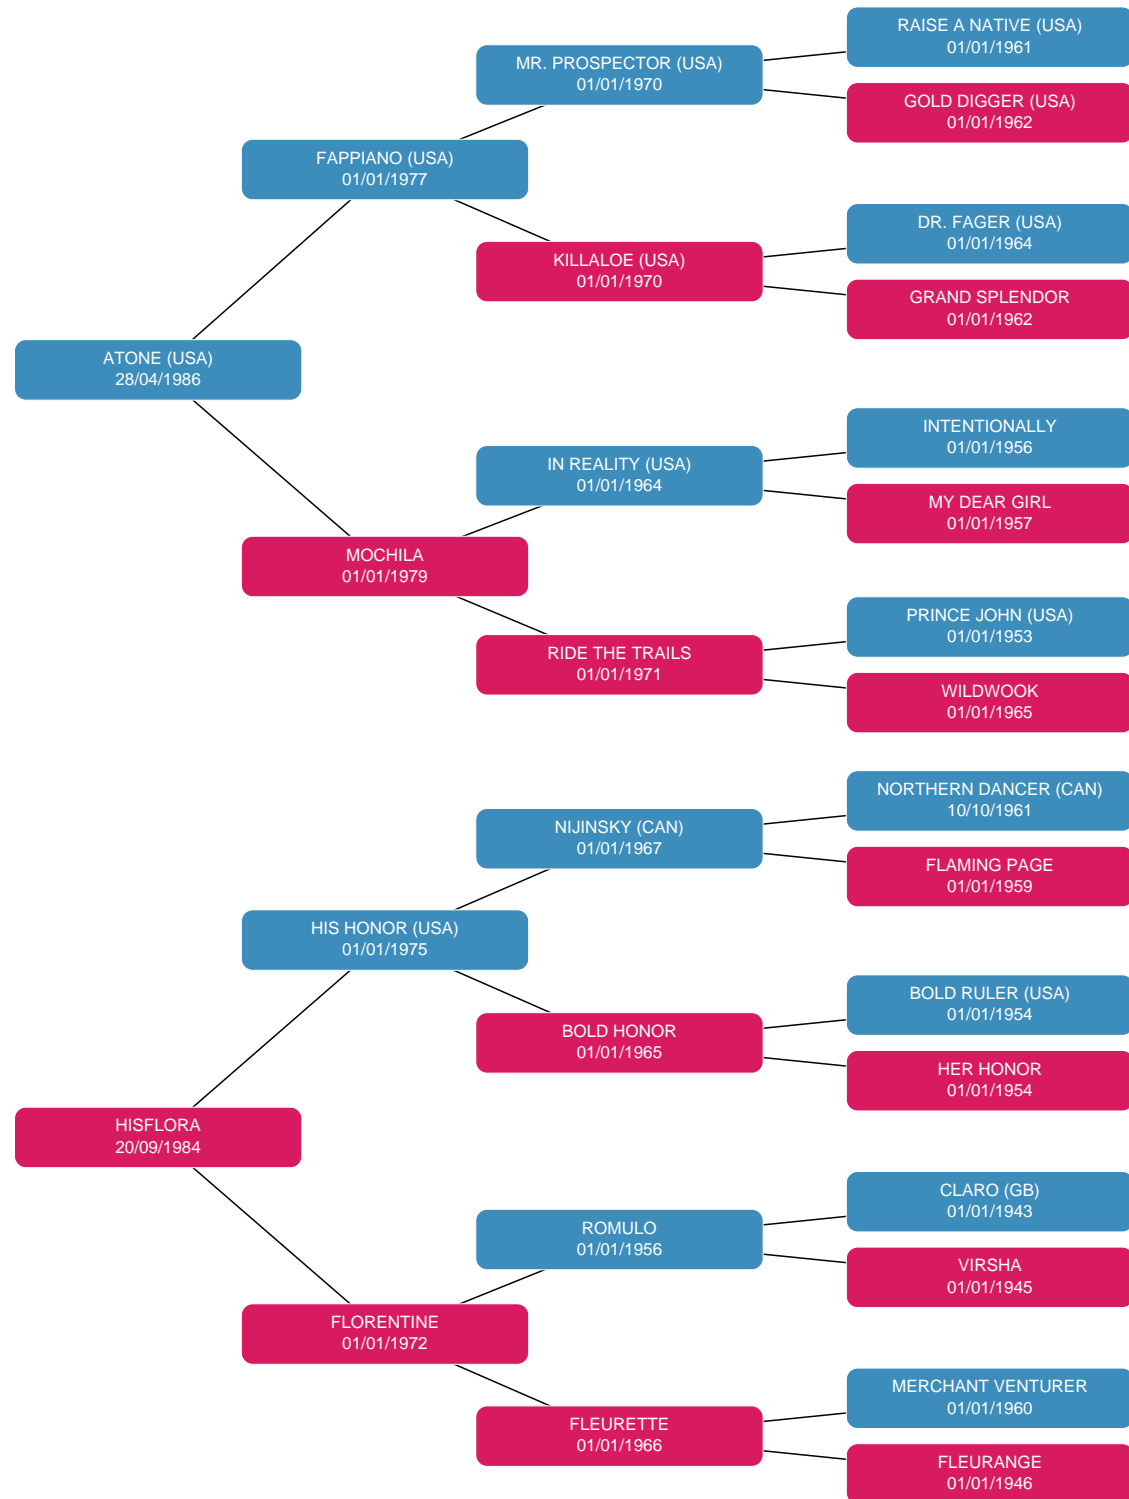 RAISE A NATIVE (USA)
01/01/1961
MR. PROSPECTOR (USA)
01/01/1970
GOLD DIGGER (USA)
01/01/1962
FAPPIANO (USA)
01/01/1977
DR. FAGER (USA)
01/01/1964
KILLALOE (USA)
01/01/1970
GRAND SPLENDOR
01/01/1962
ATONE (USA)
28/04/1986
INTENTIONALLY
01/01/1956
IN REALITY (USA)
01/01/1964
MY DEAR GIRL
01/01/1957
MOCHILA
01/01/1979
PRINCE JOHN (USA)
01/01/1953
RIDE THE TRAILS
01/01/1971
WILDWOOK
01/01/1965
NORTHERN DANCER (CAN)
10/10/1961
NIJINSKY (CAN)
01/01/1967
FLAMING PAGE
01/01/1959
HIS HONOR (USA)
01/01/1975
BOLD RULER (USA)
01/01/1954
BOLD HONOR
01/01/1965
HER HONOR
01/01/1954
HISFLORA
20/09/1984
CLARO (GB)
01/01/1943
ROMULO
01/01/1956
VIRSHA
01/01/1945
FLORENTINE
01/01/1972
MERCHANT VENTURER
01/01/1960
FLEURETTE
01/01/1966
FLEURANGE
01/01/1946